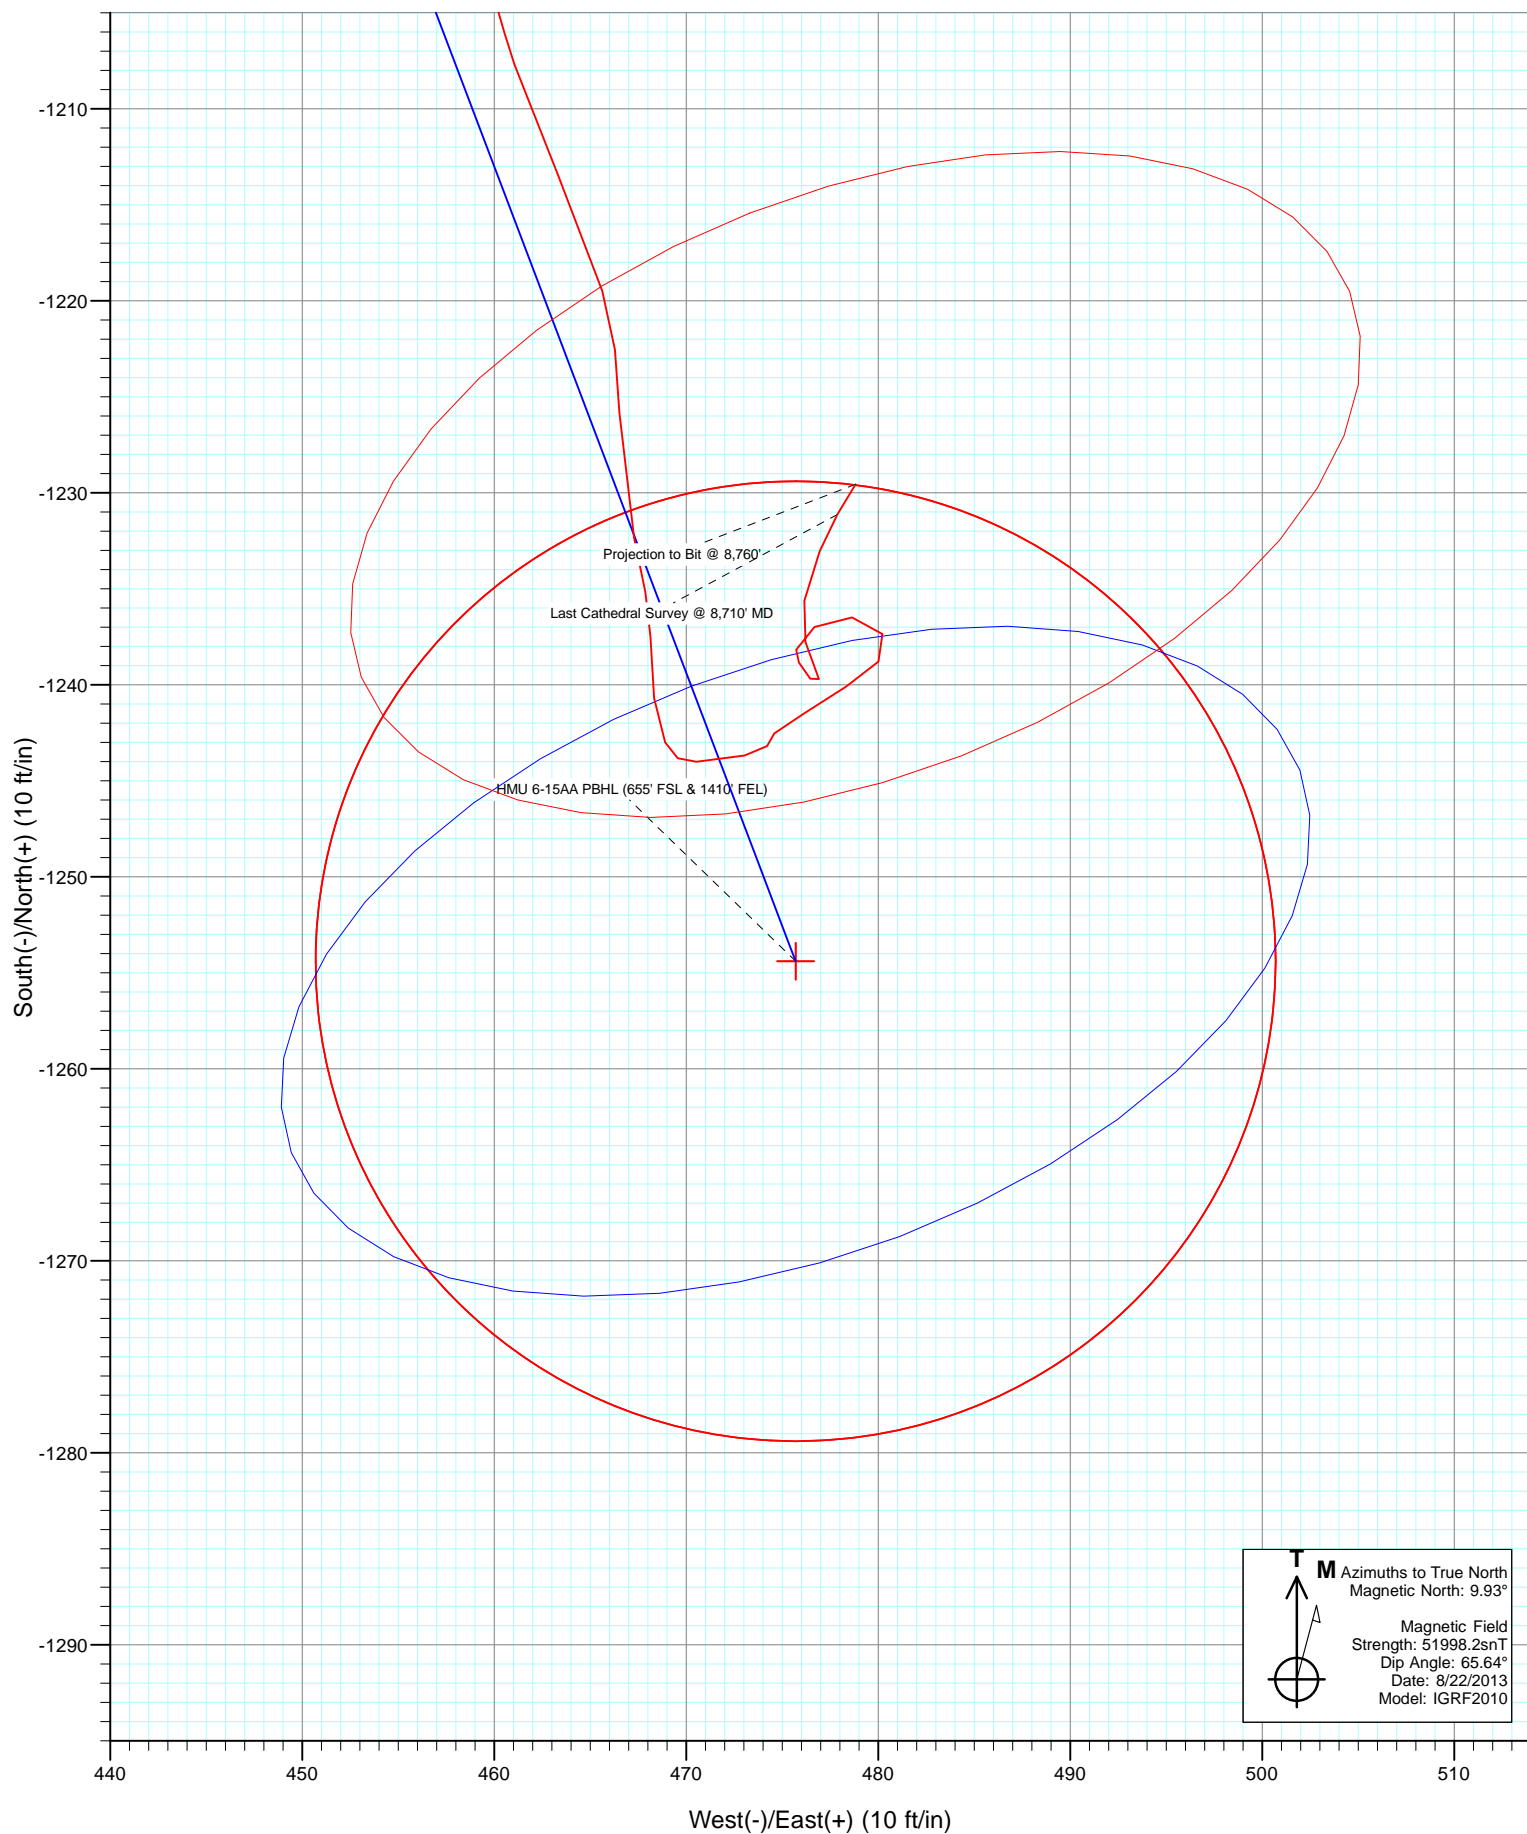 -1210
-1220
-1230
-1240
-1250
-1260
-1270
-1280
-1290
South(-)/North(+) (10 ft/in)
Projection to Bit @ 8,760'
Last Cathedral Survey @ 8,710' MD
HMU 6-15AA PBHL (655' FSL & 1410' FEL)
T
M
Azimuths to True North
Magnetic North: 9.93°
Magnetic Field
Strength: 51998.2snT
Dip Angle: 65.64°
Date: 8/22/2013
Model: IGRF2010
440 450 460 470 480 490 500 510
West(-)/East(+) (10 ft/in)